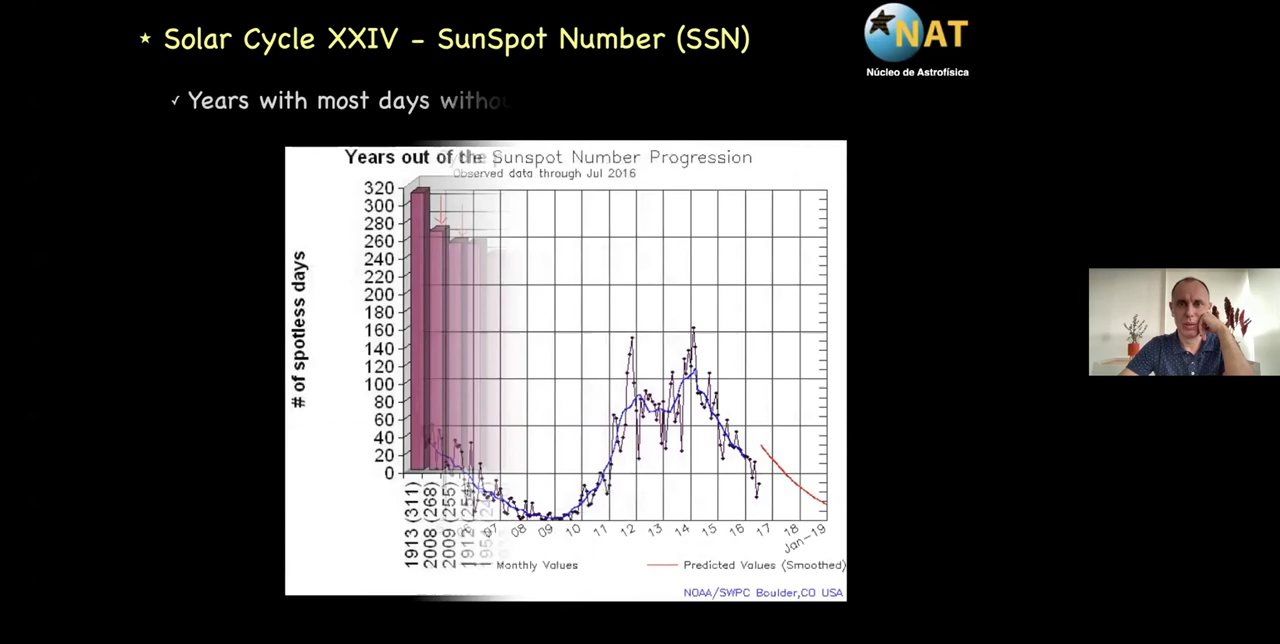 ★ Solar Cycle XXIV – SunSpot Number (SSN)
NAT
Núcleo de Astrofísica
✓ Years with most days
Years out of the Sunspot Number Progression
Observed data through Jul 2016
# of spotless days
320
300
280
260
240
220
200
180
160
140
120
100
80
60
40
20
0
1913 (311)
2008 (268)
2009 (255)
07 08 09 10 11 12 13 14 15 16 17 18 Jan-19
Monthly Values
Predicted Values (Smoothed)
NOAA/SWPC Boulder,CO USA